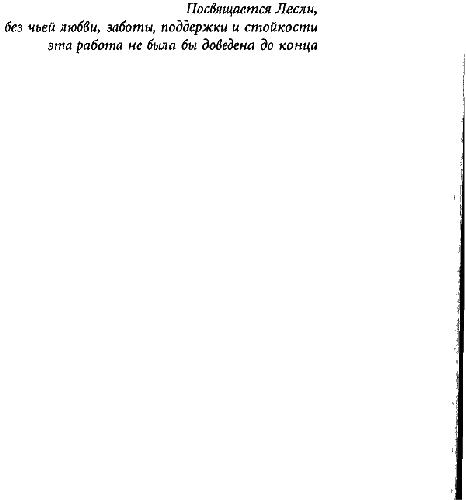 Посвящается Лесли,
без чьей любви, заботы, поддержки и стойкости
эта работа не была бы доведена до конца